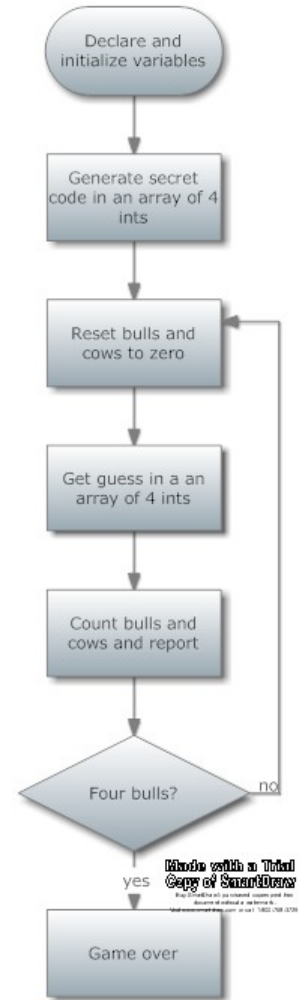 Declare and
initialize variables
Generate secret
code in an array of 4
ints
Reset bulls and
cows to zero
Get guess in a an
array of 4 ints
Count bulls and
cows and report
Four bulls?
no
yes
Made with a Trial
Copy of SmartDraw
Game over